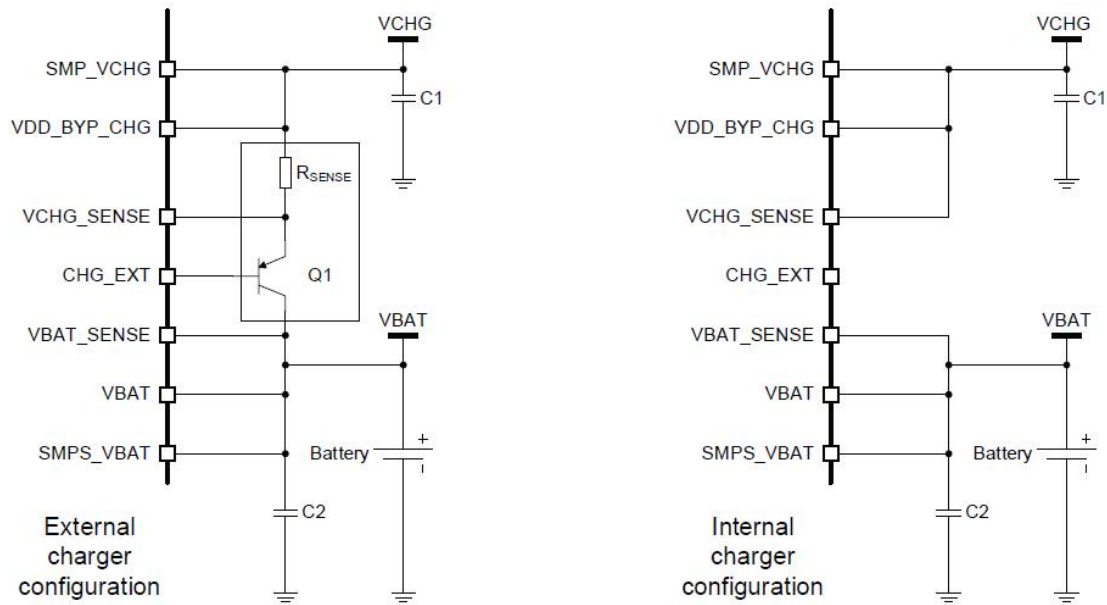 VCHG
SMP_VCHG
C1
VDD_BYP_CHG
RSENSE
VCHG_SENSE
CHG_EXT
Q1
VBAT_SENSE
VBAT
VBAT
SMPS_VBAT
Battery
+
-
C2
External
charger
configuration
VCHG
SMP_VCHG
C1
VDD_BYP_CHG
VCHG_SENSE
CHG_EXT
VBAT_SENSE
VBAT
VBAT
SMPS_VBAT
Battery
+
-
C2
Internal
charger
configuration